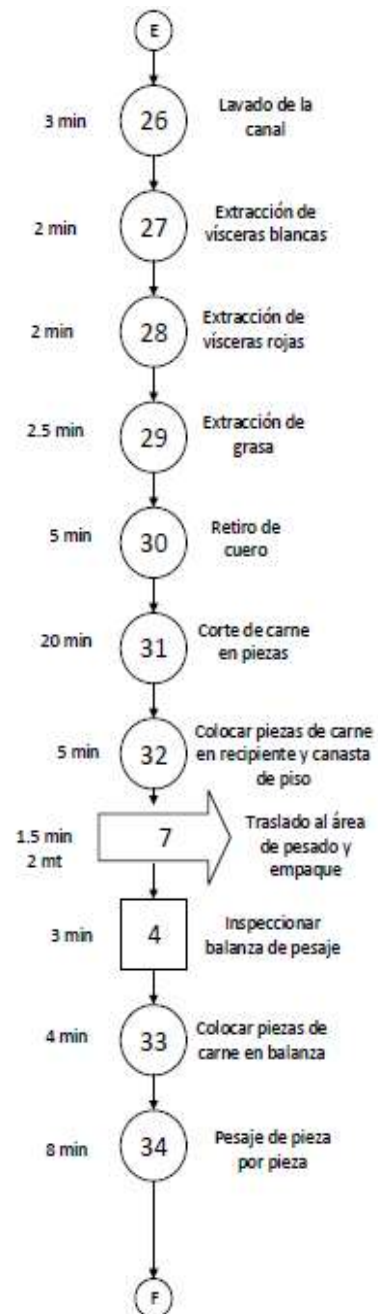 E
3 min
26
Lavado de la
canal
2 min
27
Extracción de
vísceras blancas
2 min
28
Extracción de
vísceras rojas
2.5 min
29
Extracción de
grasa
5 min
30
Retiro de
cuero
20 min
31
Corte de carne
en piezas
5 min
32
Colocar piezas de carne
en recipiente y canasta
de piso
1.5 min
2 mt
7
Traslado al área
de pesado y
empaque
3 min
4
Inspeccionar
balanza de pesaje
4 min
33
Colocar piezas de
carne en balanza
8 min
34
Pesaje de pieza
por pieza
F